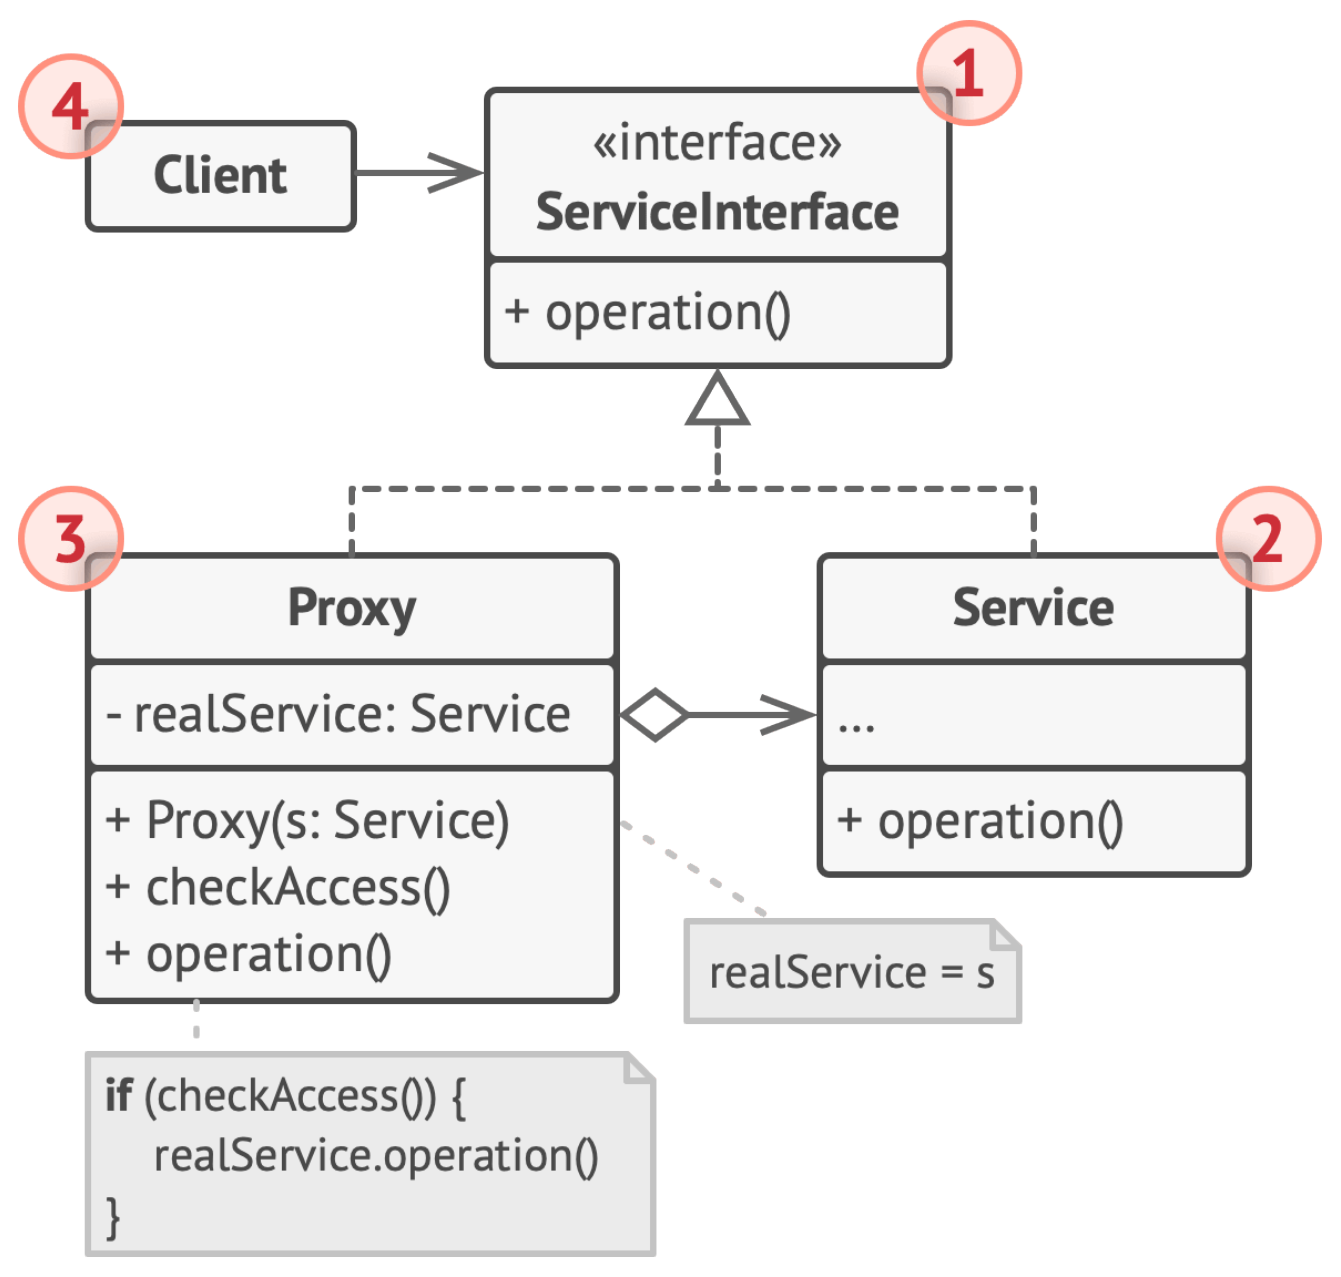 1
4
«interface»
ServiceInterface
Client
+ operation()
3
2
Proxy
Service
- realService: Service
...
+ Proxy(s: Service)
+ checkAccess()
+ operation()
+ operation()
realService = s
if (checkAccess()) {
realService.operation()
}